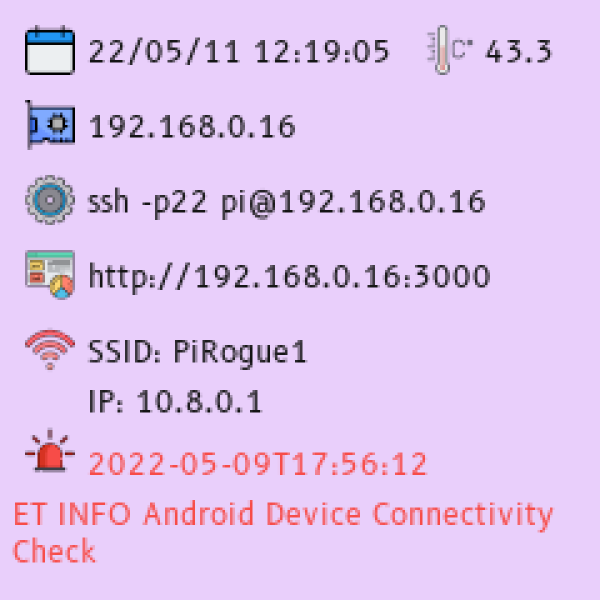 22/05/11 12:19:05 C° 43.3
192.168.0.16
ssh -p22 pi@192.168.0.16
http://192.168.0.16:3000
SSID: PiRogue1
IP: 10.8.0.1
2022-05-09T17:56:12
ET INFO Android Device Connectivity
Check